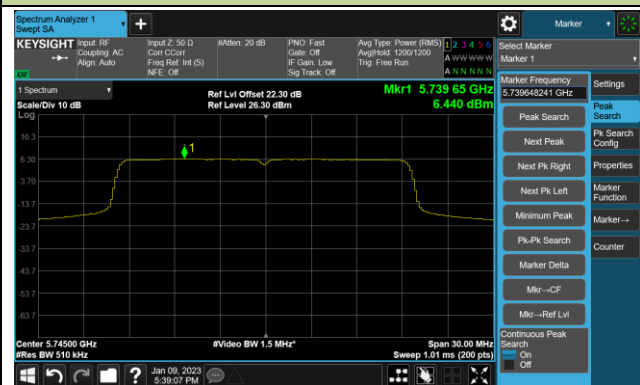 Spectrum Analyzer 1
Swept SA
+
Marker
KEYSIGHT
Input: RF
Coupling: AC
Align: Auto
Input Z: 50 Ω
Corr CCorr
Freq Ref: Int (S)
NFE: Off
#Atten: 20 dB
PNO: Fast
Gate: Off
IF Gain: Low
Sig Track: Off
Avg Type: Power (RMS)
Avg|Hold: 1200/1200
Trig: Free Run
1 2 3 4 5 6
A W W W W W
A N N N N N
Select Marker
Marker 1
1 Spectrum
Scale/Div 10 dB
Log
Ref Lvl Offset 22.30 dB
Ref Level 26.30 dBm
Mkr1 5.739 65 GHz
6.440 dBm
16.3
6.30
-3.70
-13.7
-23.7
-33.7
-43.7
-53.7
-63.7
1
Center 5.74500 GHz
#Res BW 510 kHz
#Video BW 1.5 MHz*
Span 30.00 MHz
Sweep 1.01 ms (200 pts)
Marker Frequency
5.739648241 GHz
Peak Search
Next Peak
Next Pk Right
Next Pk Left
Minimum Peak
Pk-Pk Search
Marker Delta
Mkr→CF
Mkr→Ref Lvl
Continuous Peak
Search
On
Off
Settings
Peak
Search
Pk Search
Config
Properties
Marker
Function
Marker→
Counter
?
Jan 09, 2023
5:39:07 PM